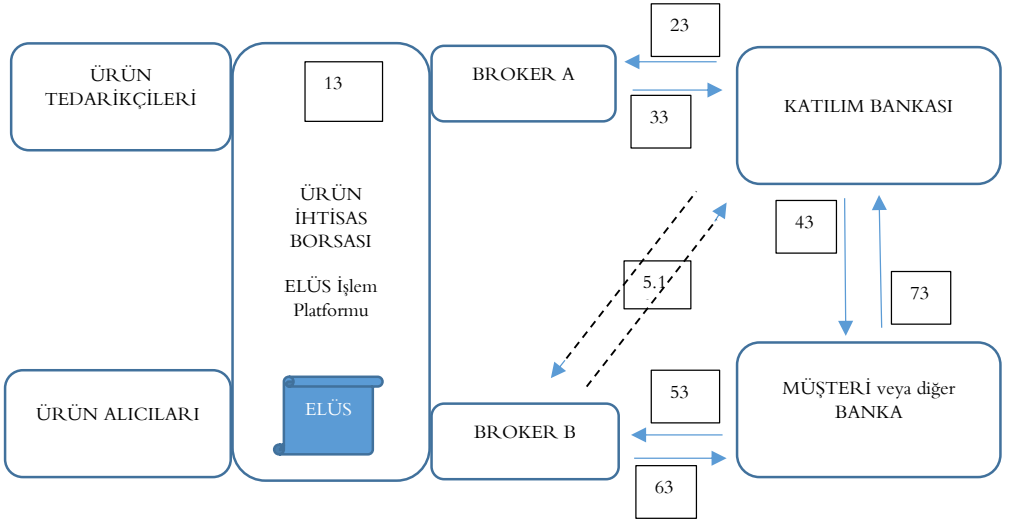 23
ÜRÜN
TEDARİKÇİLERİ
13
BROKER A
33
KATILIM BANKASI
ÜRÜN
İHTİSAS
BORSASI
ELÜS İşlem
Platformu
43
5.1
73
ÜRÜN ALICILARI
ELÜS
BROKER B
53
63
MÜŞTERİ veya diğer
BANKA